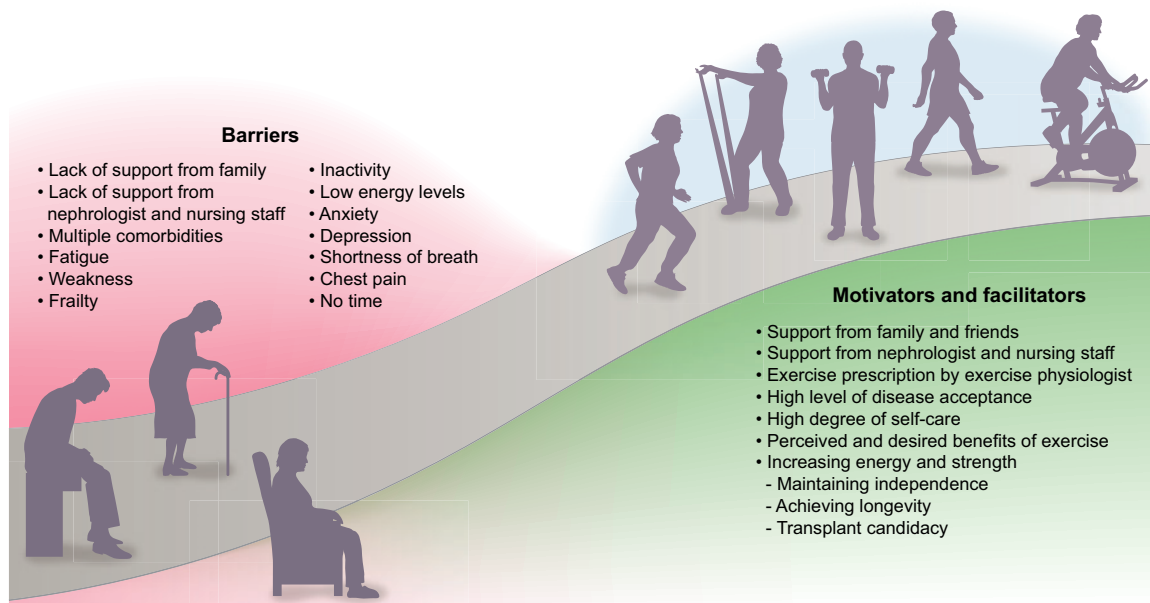 Barriers
• Lack of support from family
• Lack of support from
nephrologist and nursing staff
• Multiple comorbidities
• Fatigue
• Weakness
• Frailty
• Inactivity
• Low energy levels
• Anxiety
• Depression
• Shortness of breath
• Chest pain
• No time
Motivators and facilitators
• Support from family and friends
• Support from nephrologist and nursing staff
• Exercise prescription by exercise physiologist
• High level of disease acceptance
• High degree of self-care
• Perceived and desired benefits of exercise
• Increasing energy and strength
- Maintaining independence
- Achieving longevity
- Transplant candidacy